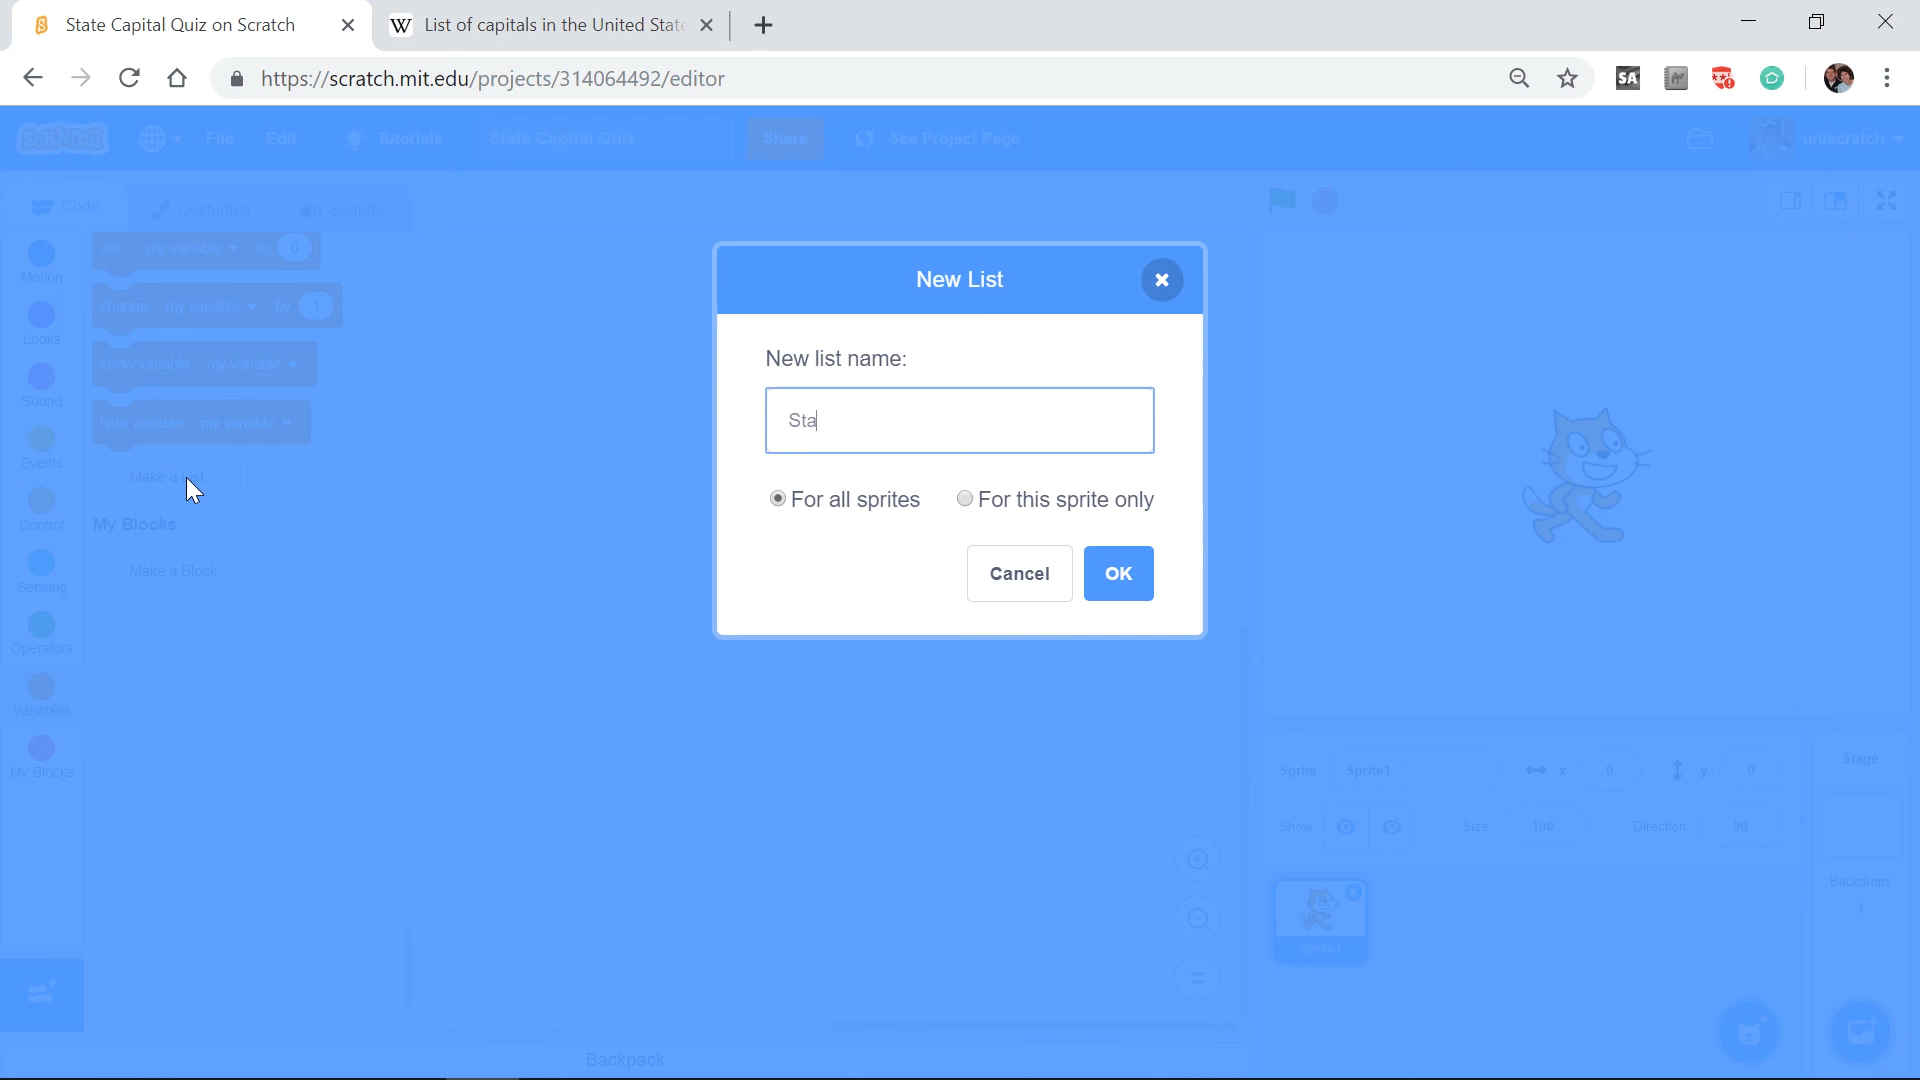 State Capital Quiz on Scratch
W List of capitals in the United State
https://scratch.mit.edu/projects/314064492/editor
SA
SCRATCH File Edit Tutorials State Capital Quiz Share See Project Page uniscratch
Code Costumes Sounds
Motion
Looks
Sound
Events
Control
Sensing
Operators
Variables
My Blocks
set my variable to 0
change my variable by 1
show variable my variable
hide variable my variable
Make a List
My Blocks
Make a Block
New List
New list name:
Sta
For all sprites For this sprite only
Cancel OK
Sprite Sprite1 x 0 y 0
Show Size 100 Direction 90
Sprite1
Stage
Backdrops
1
Backpack